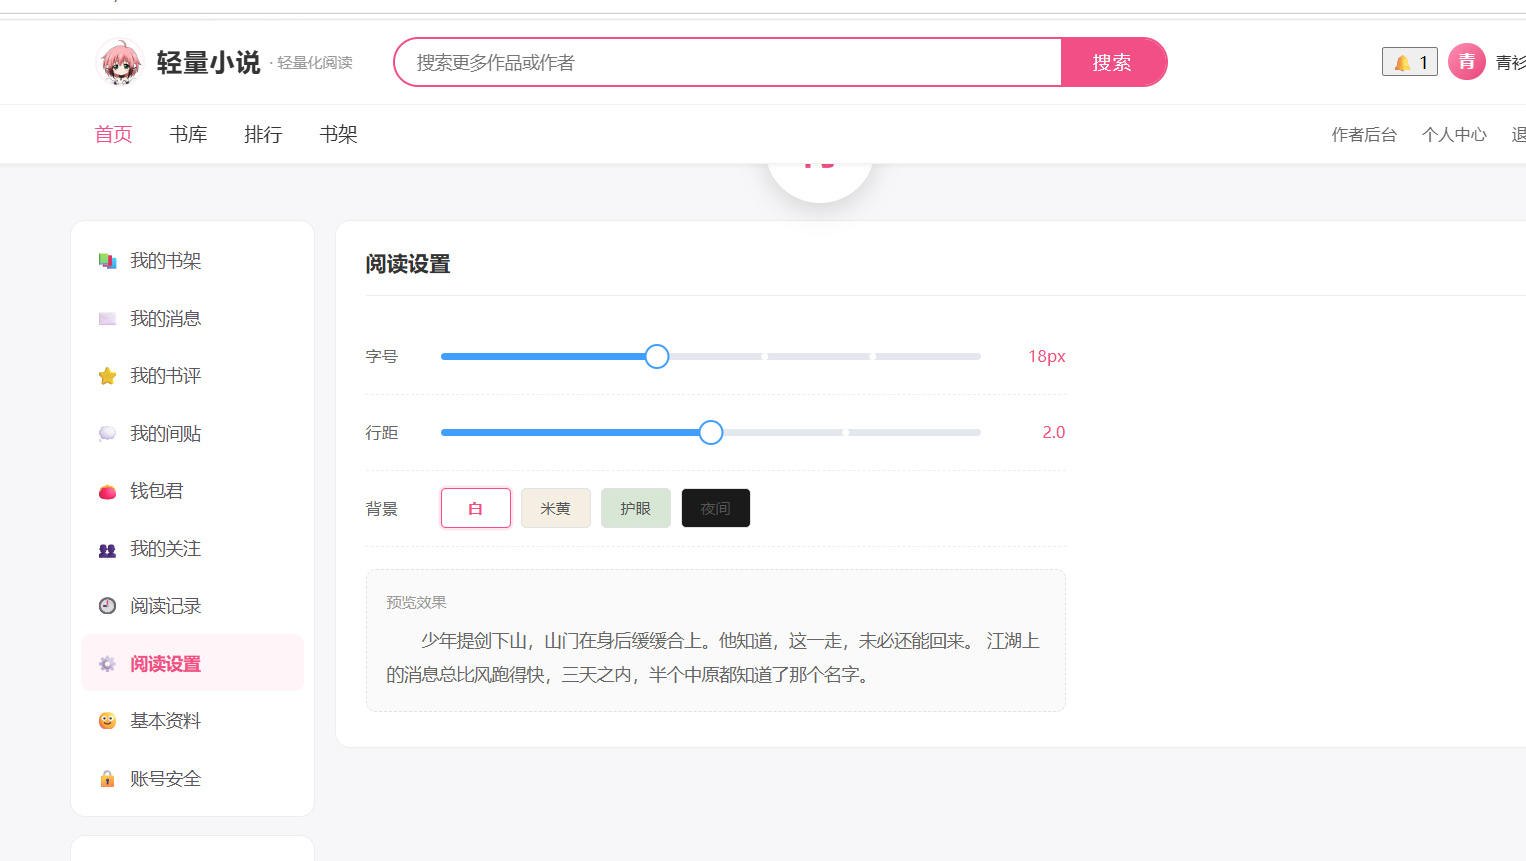 轻量小说 · 轻量化阅读
搜索更多作品或作者
搜索
1
青
青衫
首页
书库
排行
书架
作者后台
个人中心
退
我的书架
我的消息
我的书评
我的间贴
钱包君
我的关注
阅读记录
阅读设置
基本资料
账号安全
阅读设置
字号
18px
行距
2.0
背景
白
米黄
护眼
夜间
预览效果
少年提剑下山，山门在身后缓缓合上。他知道，这一走，未必还能回来。 江湖上
的消息总比风跑得快，三天之内，半个中原都知道了那个名字。